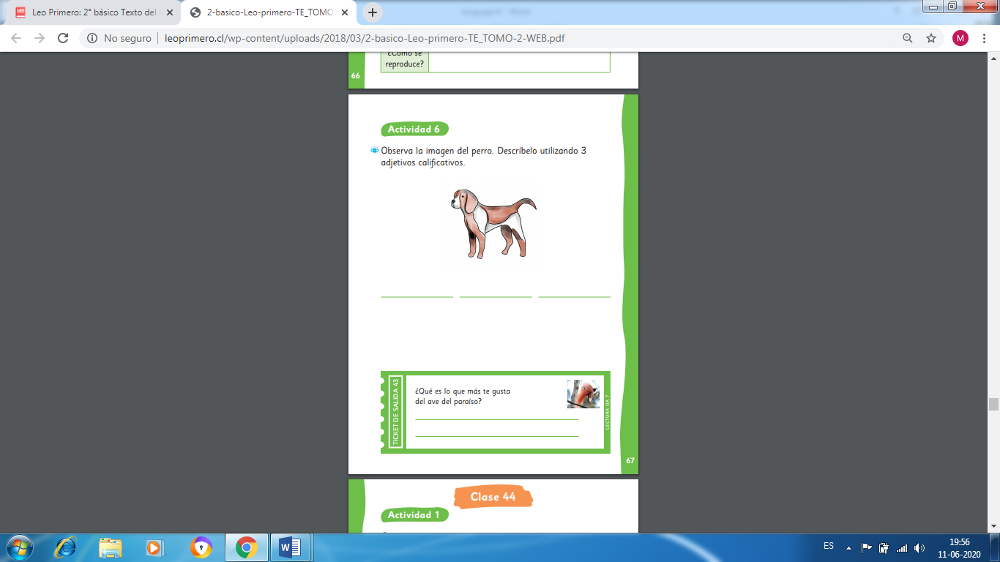 Leo Primero: 2° básico Texto del
2-basico-Leo-primero-TE_TOMO
No seguro
leoprimero.cl/wp-content/uploads/2018/03/2-basico-Leo-primero-TE_TOMO-2-WEB.pdf
M
¿Cómo se
reproduce?
66
Actividad 6
Observa la imagen del perro. Descríbelo utilizando 3
adjetivos calificativos.
TICKET DE SALIDA 43
¿Qué es lo que más te gusta
del ave del paraíso?
LECTURA OA 7
67
Clase 44
Actividad 1
ES
19:56
11-06-2020